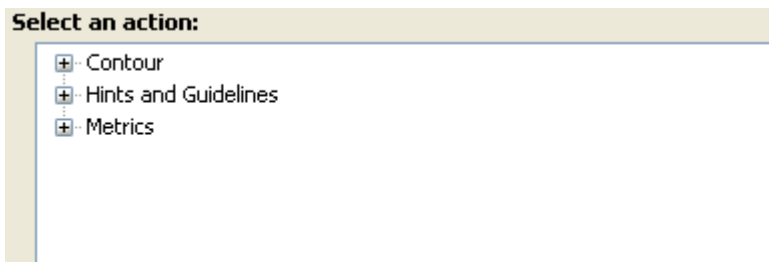 Select an action:
Contour
Hints and Guidelines
Metrics